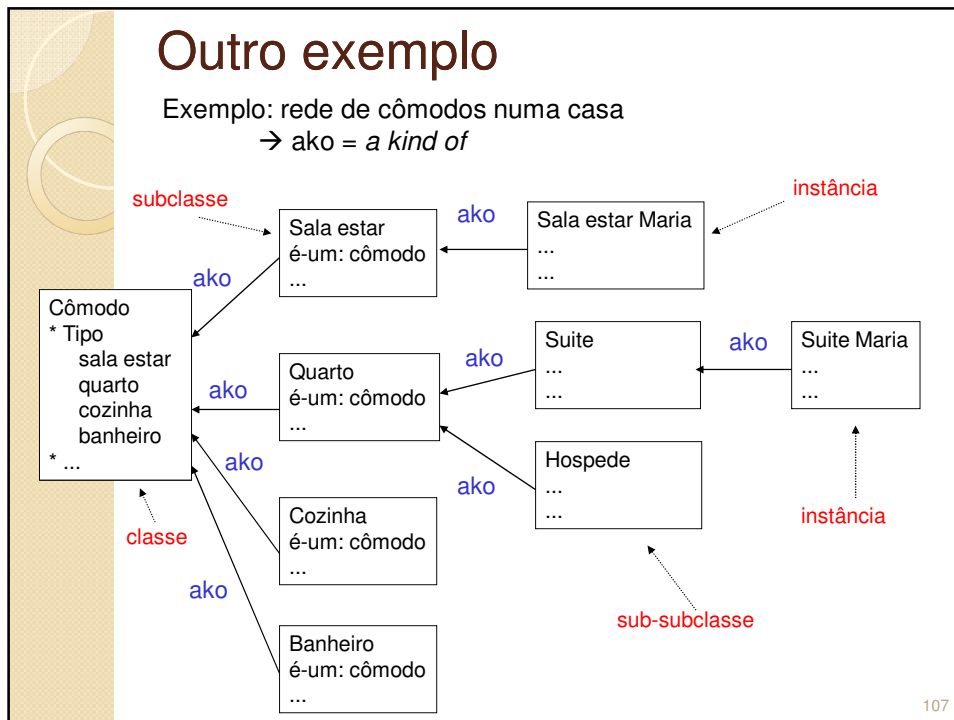 Outro exemplo
Exemplo: rede de cômodos numa casa
→ ako = a kind of
subclasse
instância
Sala estar
é-um: cômodo
...
ako
Sala estar Maria
...
...
ako
Cômodo
* Tipo
sala estar
quarto
cozinha
banheiro
* ...
ako
Quarto
é-um: cômodo
...
ako
Suite
...
...
ako
Suite Maria
...
...
ako
Hospede
...
...
ako
classe
Cozinha
é-um: cômodo
...
instância
ako
sub-subclasse
Banheiro
é-um: cômodo
...
107